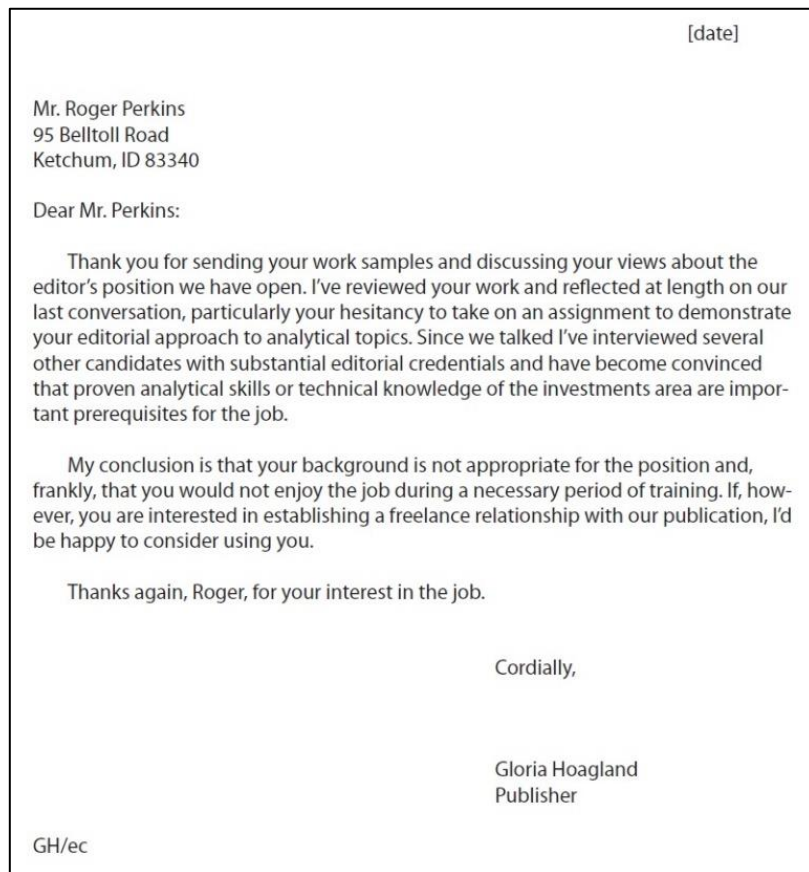 [date]
Mr. Roger Perkins
95 Belltoll Road
Ketchum, ID 83340
Dear Mr. Perkins:
Thank you for sending your work samples and discussing your views about the
editor’s position we have open. I’ve reviewed your work and reflected at length on our
last conversation, particularly your hesitancy to take on an assignment to demonstrate
your editorial approach to analytical topics. Since we talked I’ve interviewed several
other candidates with substantial editorial credentials and have become convinced
that proven analytical skills or technical knowledge of the investments area are impor-
tant prerequisites for the job.
My conclusion is that your background is not appropriate for the position and,
frankly, that you would not enjoy the job during a necessary period of training. If, how-
ever, you are interested in establishing a freelance relationship with our publication, I’d
be happy to consider using you.
Thanks again, Roger, for your interest in the job.
Cordially,
Gloria Hoagland
Publisher
GH/ec